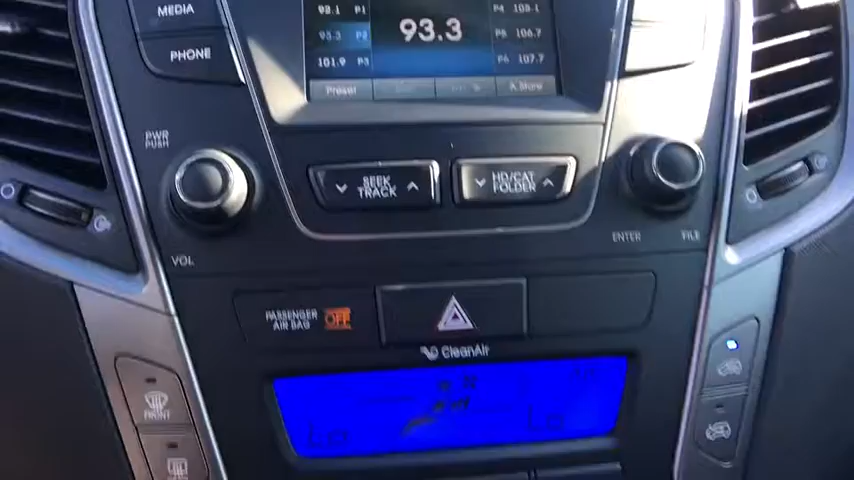 MEDIA
PHONE
92.1 P1
93.3 P2
101.9 P3
93.3
P4 103.1
P5 106.7
P6 107.7
Preset
A.Store
PWR
PUSH
VOL
SEEK
TRACK
HD/CAT
FOLDER
ENTER
FILE
PASSENGER
AIR BAG
OFF
CleanAir
FRONT
Lo
Lo